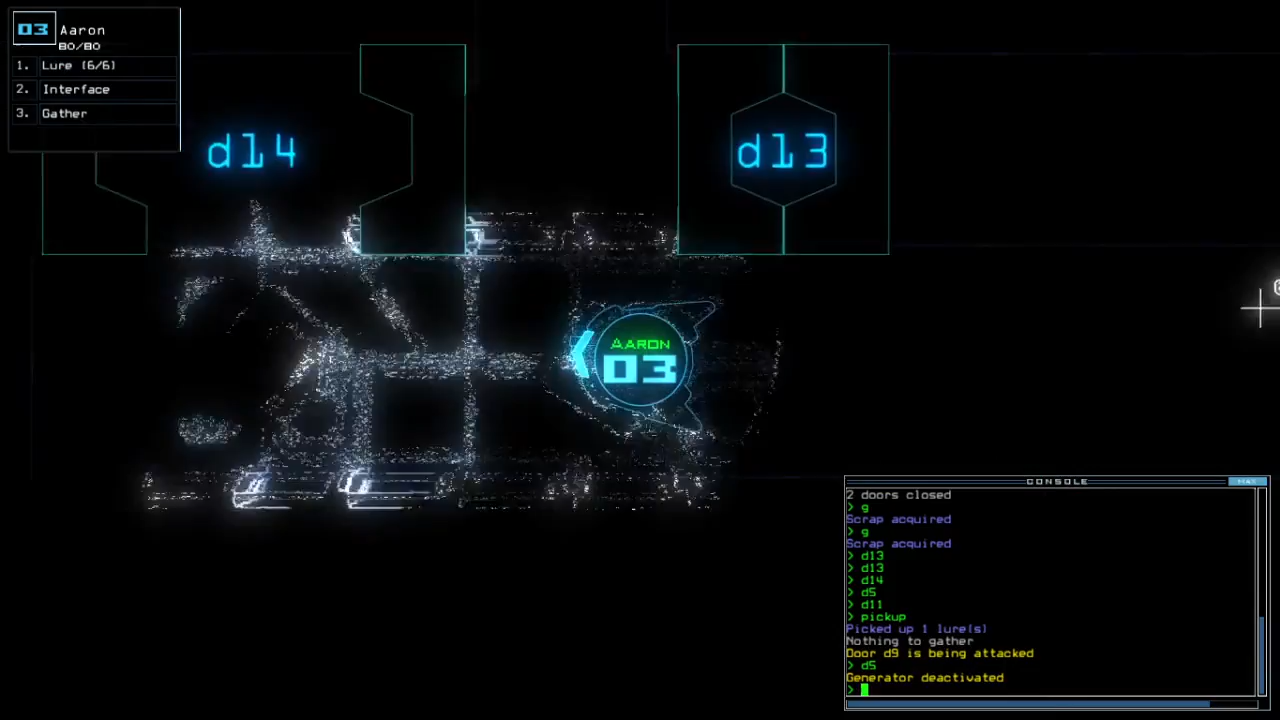 03 Aaron
80/80
1. Lure (6/6)
2. Interface
3. Gather
d14
d13
AARON
03
CONSOLE
MAX
2 doors closed
> g
Scrap acquired
> g
Scrap acquired
> d13
> d13
> d14
> d5
> d11
> pickup
Picked up 1 lure(s)
Nothing to gather
Door d9 is being attacked
> d5
Generator deactivated
>